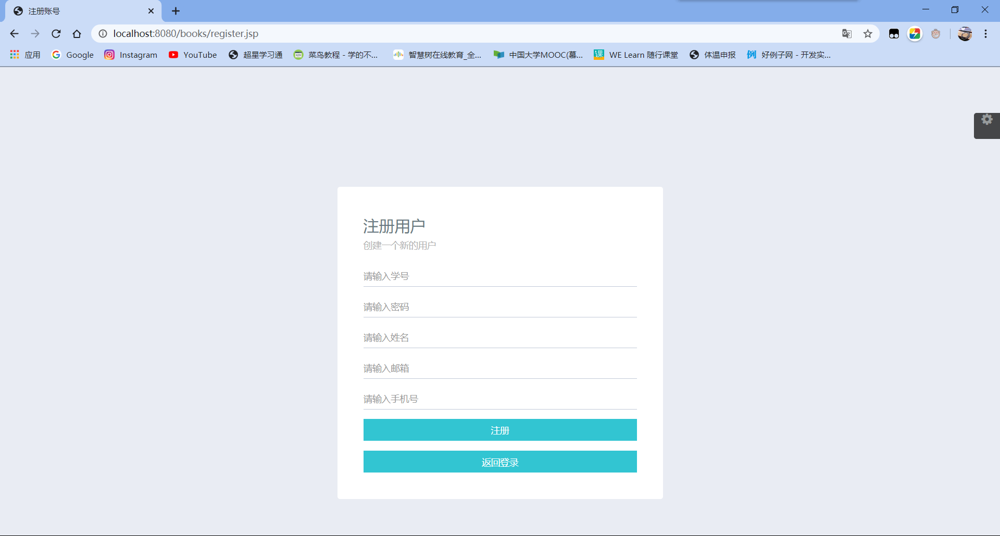 注册账号
localhost:8080/books/register.jsp
应用 Google Instagram YouTube 超星学习通 菜鸟教程 - 学的不... 智慧树在线教育_全... 中国大学MOOC(慕... 课 WE Learn 随行课堂 体温申报 例 好例子网 - 开发实...
注册用户
创建一个新的用户
请输入学号
请输入密码
请输入姓名
请输入邮箱
请输入手机号
注册
返回登录